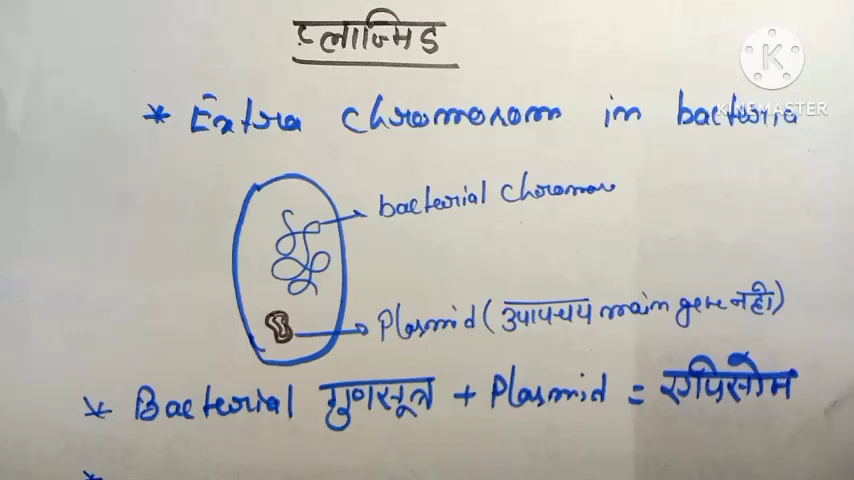 प्लाज्मिड
* Extra chromosom in bacteria
bacterial chromos
Plasmid (उपापचय main gene नही)
* Bacterial गुणसूत्र + Plasmid = एपिसोम
*
K
KINEMASTER